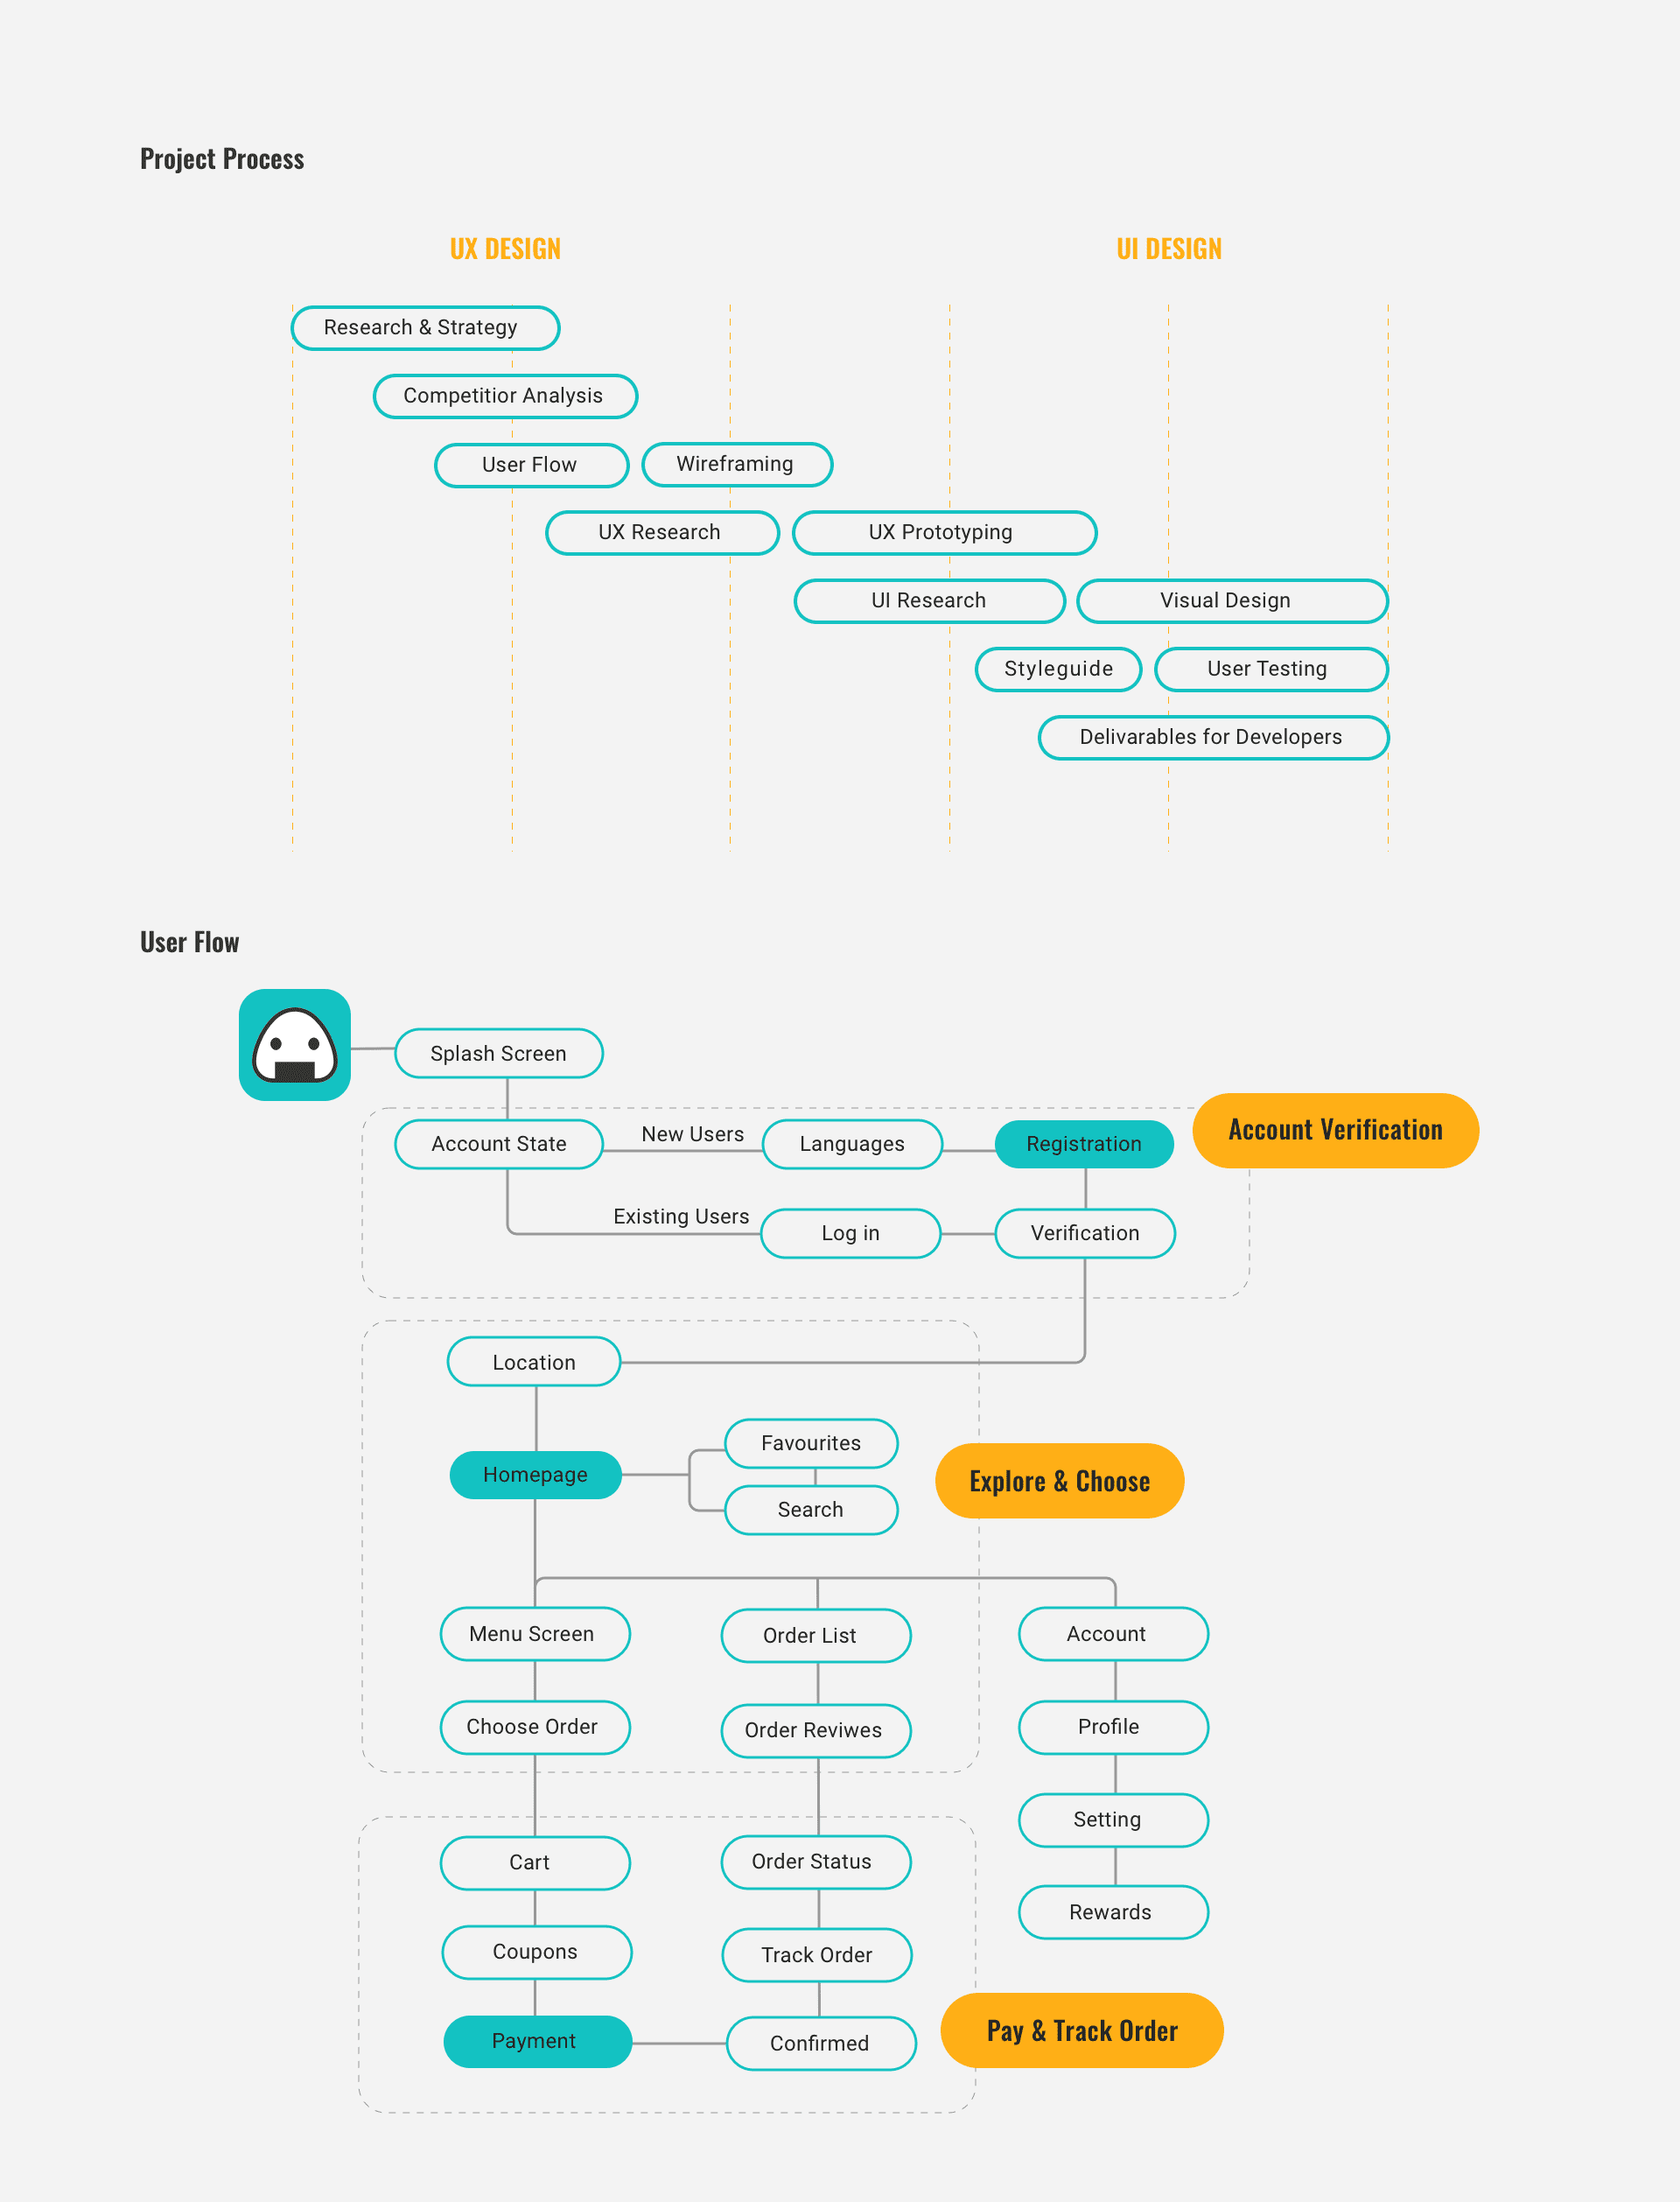 Project Process
UX DESIGN
UI DESIGN
Research & Strategy
Competitior Analysis
User Flow
Wireframing
UX Research
UX Prototyping
UI Research
Visual Design
Styleguide
User Testing
Delivarables for Developers
User Flow
Splash Screen
Account State
New Users
Languages
Registration
Account Verification
Existing Users
Log in
Verification
Location
Homepage
Favourites
Search
Explore & Choose
Menu Screen
Order List
Account
Choose Order
Order Reviwes
Profile
Setting
Cart
Order Status
Rewards
Coupons
Track Order
Payment
Confirmed
Pay & Track Order